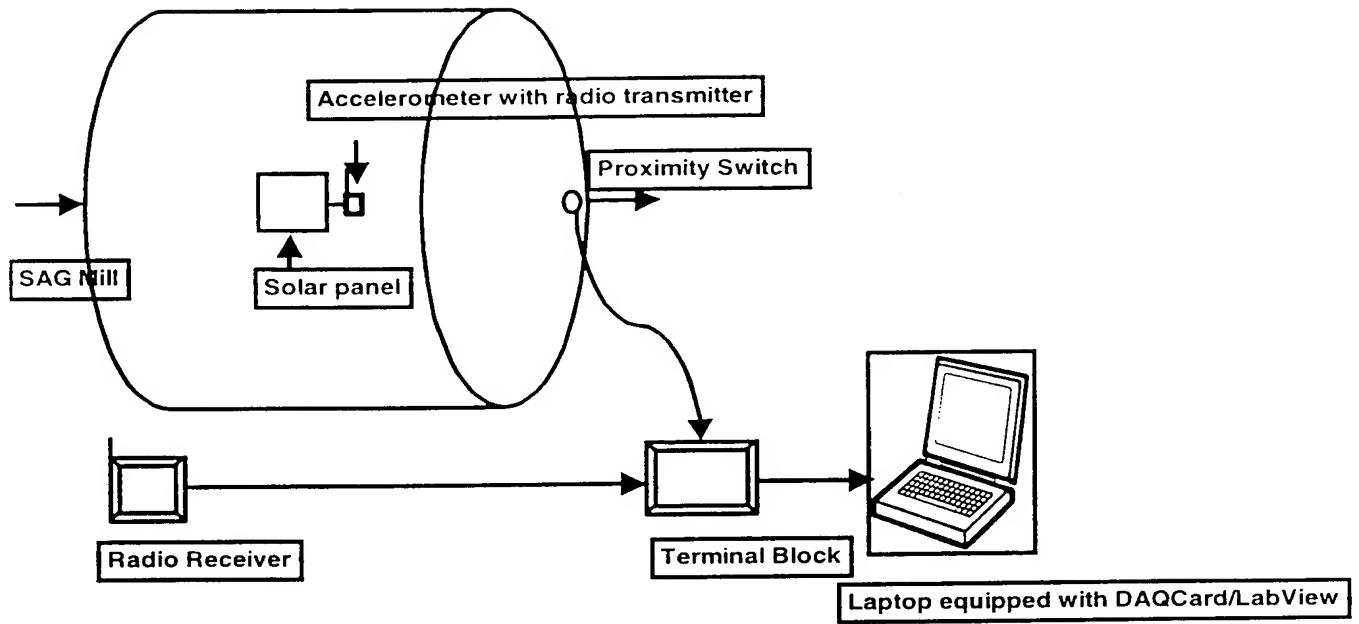 Accelerometer with radio transmitter
Proximity Switch
SAG Mill
Solar panel
Radio Receiver
Terminal Block
Laptop equipped with DAQCard/LabView